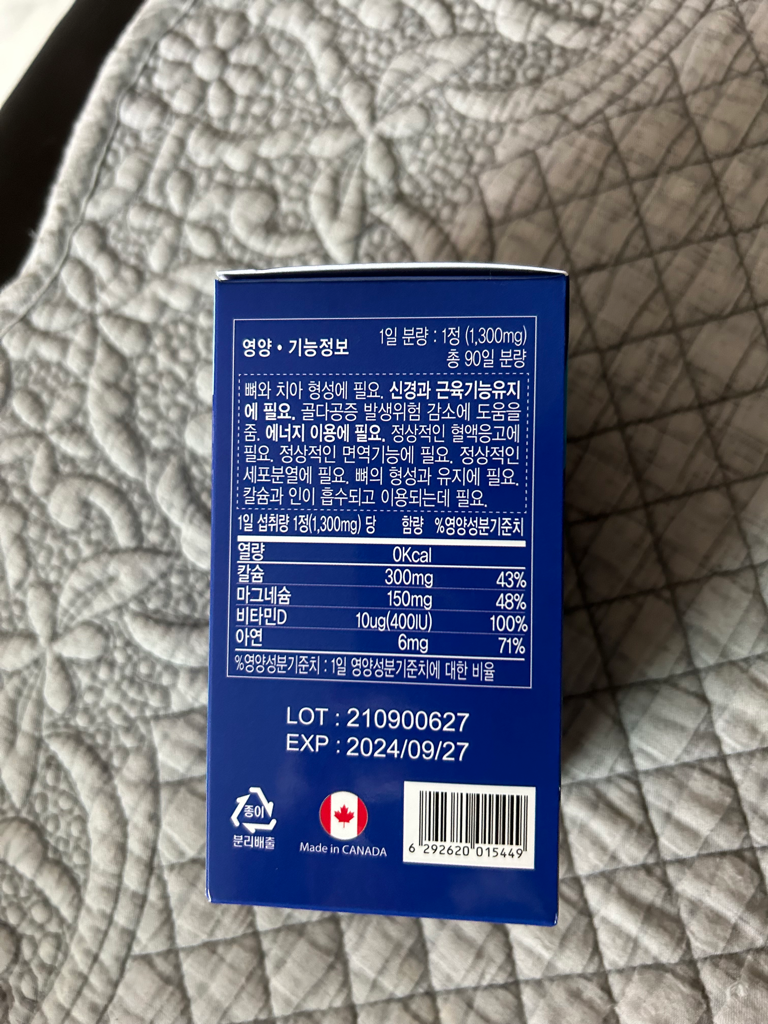 영양 • 기능정보
1일 분량 : 1정 (1,300mg)
총 90일 분량
뼈와 치아 형성에 필요. 신경과 근육기능유지
에 필요. 골다공증 발생위험 감소에 도움을
줌. 에너지 이용에 필요. 정상적인 혈액응고에
필요. 정상적인 면역기능에 필요. 정상적인
세포분열에 필요. 뼈의 형성과 유지에 필요.
칼슘과 인이 흡수되고 이용되는데 필요.
1일 섭취량 1정(1,300mg) 당 함량 %영양성분기준치
열량 0Kcal
칼슘 300mg 43%
마그네슘 150mg 48%
비타민D 10ug(400IU) 100%
아연 6mg 71%
%영양성분기준치 : 1일 영양성분기준치에 대한 비율
LOT : 210900627
EXP : 2024/09/27
종이
분리배출
Made in CANADA
6 292620 015449